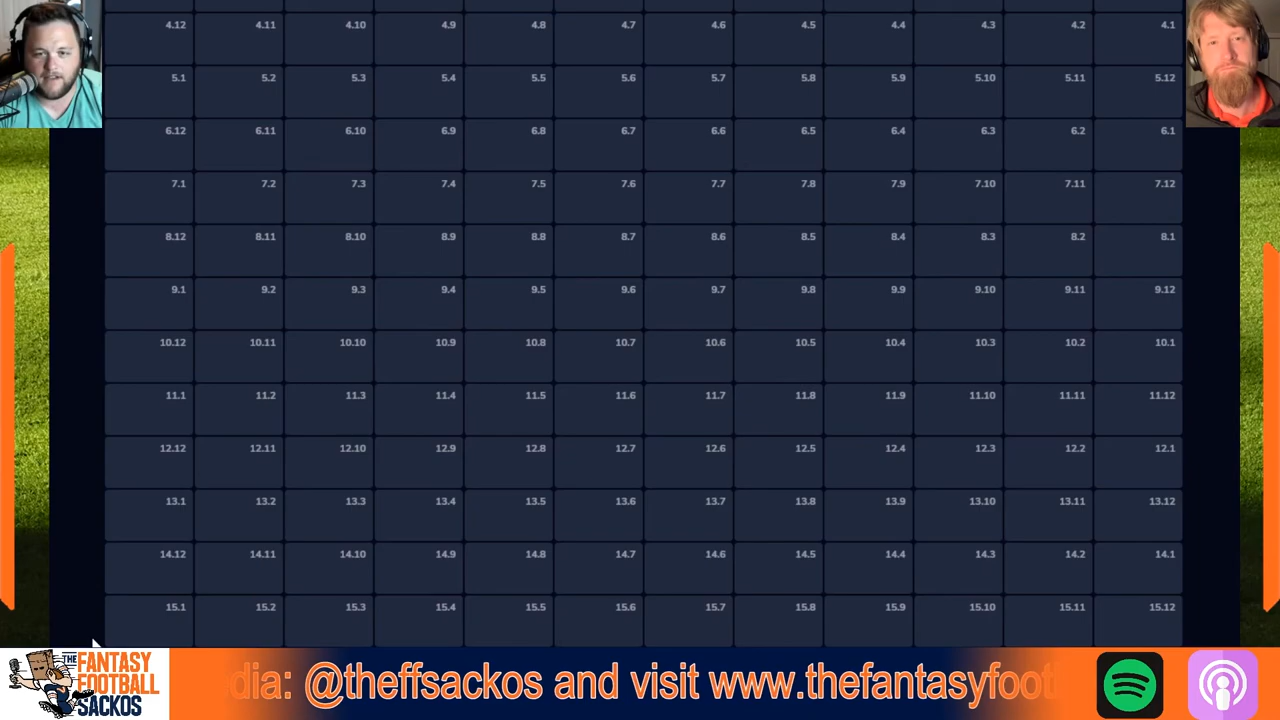 4.12 4.11 4.10 4.9 4.8 4.7 4.6 4.5 4.4 4.3 4.2 4.1
5.1 5.2 5.3 5.4 5.5 5.6 5.7 5.8 5.9 5.10 5.11 5.12
6.12 6.11 6.10 6.9 6.8 6.7 6.6 6.5 6.4 6.3 6.2 6.1
7.1 7.2 7.3 7.4 7.5 7.6 7.7 7.8 7.9 7.10 7.11 7.12
8.12 8.11 8.10 8.9 8.8 8.7 8.6 8.5 8.4 8.3 8.2 8.1
9.1 9.2 9.3 9.4 9.5 9.6 9.7 9.8 9.9 9.10 9.11 9.12
10.12 10.11 10.10 10.9 10.8 10.7 10.6 10.5 10.4 10.3 10.2 10.1
11.1 11.2 11.3 11.4 11.5 11.6 11.7 11.8 11.9 11.10 11.11 11.12
12.12 12.11 12.10 12.9 12.8 12.7 12.6 12.5 12.4 12.3 12.2 12.1
13.1 13.2 13.3 13.4 13.5 13.6 13.7 13.8 13.9 13.10 13.11 13.12
14.12 14.11 14.10 14.9 14.8 14.7 14.6 14.5 14.4 14.3 14.2 14.1
15.1 15.2 15.3 15.4 15.5 15.6 15.7 15.8 15.9 15.10 15.11 15.12
THE FANTASY
FOOTBALL
SACKOS
dia: @theffsackos and visit www.thefantasyfoot